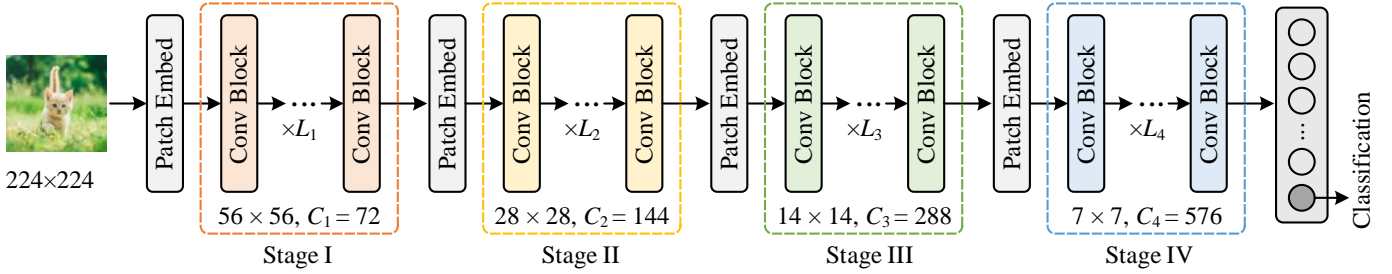 224×224
Patch Embed
Conv Block
...
×L₁
Conv Block
56 × 56, C₁ = 72
Stage I
Patch Embed
Conv Block
...
×L₂
Conv Block
28 × 28, C₂ = 144
Stage II
Patch Embed
Conv Block
...
×L₃
Conv Block
14 × 14, C₃ = 288
Stage III
Patch Embed
Conv Block
...
×L₄
Conv Block
7 × 7, C₄ = 576
Stage IV
...
Classification